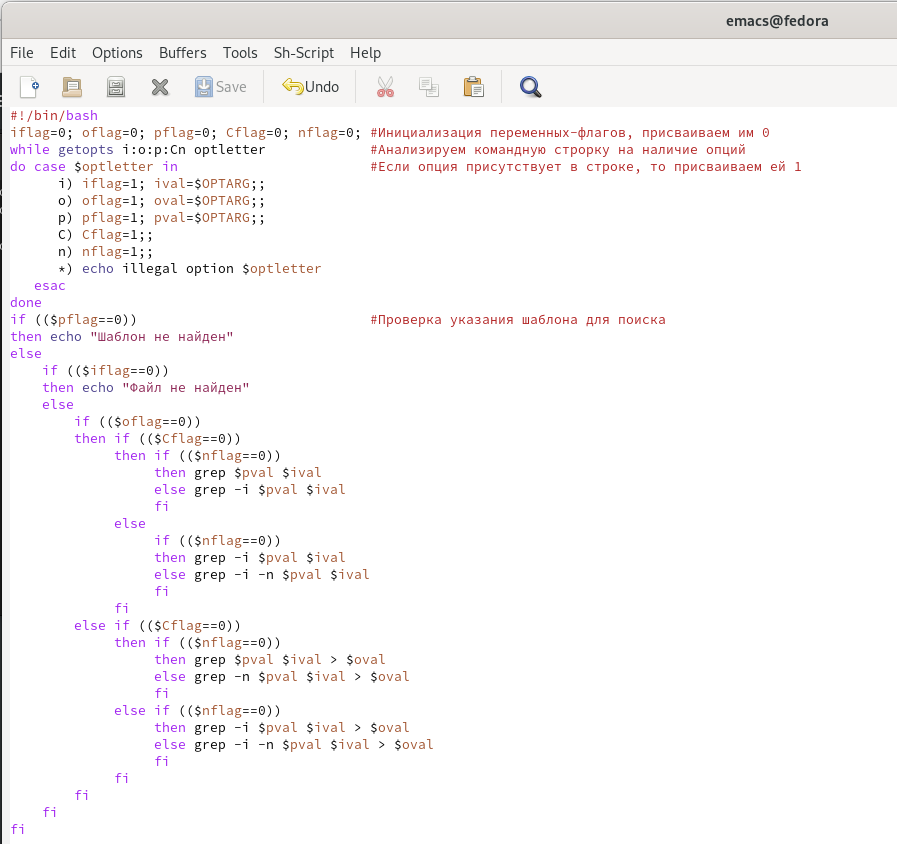 emacs@fedora
File Edit Options Buffers Tools Sh-Script Help
Save Undo
#!/bin/bash
iflag=0; oflag=0; pflag=0; Cflag=0; nflag=0; #Инициализация переменных-флагов, присваиваем им 0
while getopts i:o:p:Cn optletter             #Анализируем командную строрку на наличие опций
do case $optletter in                        #Если опция присутствует в строке, то присваиваем ей 1
      i) iflag=1; ival=$OPTARG;;
      o) oflag=1; oval=$OPTARG;;
      p) pflag=1; pval=$OPTARG;;
      C) Cflag=1;;
      n) nflag=1;;
      *) echo illegal option $optletter
   esac
done
if (($pflag==0))                             #Проверка указания шаблона для поиска
then echo "Шаблон не найден"
else
    if (($iflag==0))
    then echo "Файл не найден"
    else
        if (($oflag==0))
        then if (($Cflag==0))
             then if (($nflag==0))
                  then grep $pval $ival
                  else grep -i $pval $ival
                  fi
             else
                  if (($nflag==0))
                  then grep -i $pval $ival
                  else grep -i -n $pval $ival
                  fi
             fi
        else if (($Cflag==0))
             then if (($nflag==0))
                  then grep $pval $ival > $oval
                  else grep -n $pval $ival > $oval
                  fi
             else if (($nflag==0))
                  then grep -i $pval $ival > $oval
                  else grep -i -n $pval $ival > $oval
                  fi
             fi
        fi
    fi
fi